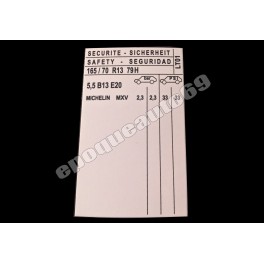 SECURITE - SICHERHEIT
SAFETY - SEGURIDAD
LT01
165/70 R13 79H
5,5 B13 E20
MICHELIN MXV 2,3 2,3 33
epoqueauto69